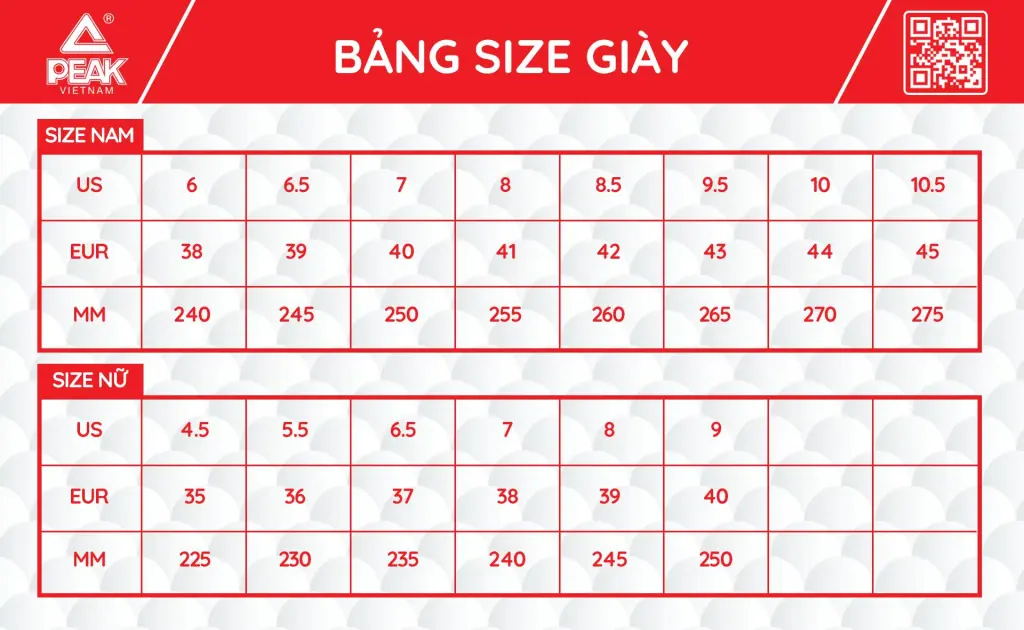 ®
PEAK
VIETNAM
BẢNG SIZE GIÀY
SIZE NAM
US 6 6.5 7 8 8.5 9.5 10 10.5
EUR 38 39 40 41 42 43 44 45
MM 240 245 250 255 260 265 270 275
SIZE NỮ
US 4.5 5.5 6.5 7 8 9
EUR 35 36 37 38 39 40
MM 225 230 235 240 245 250